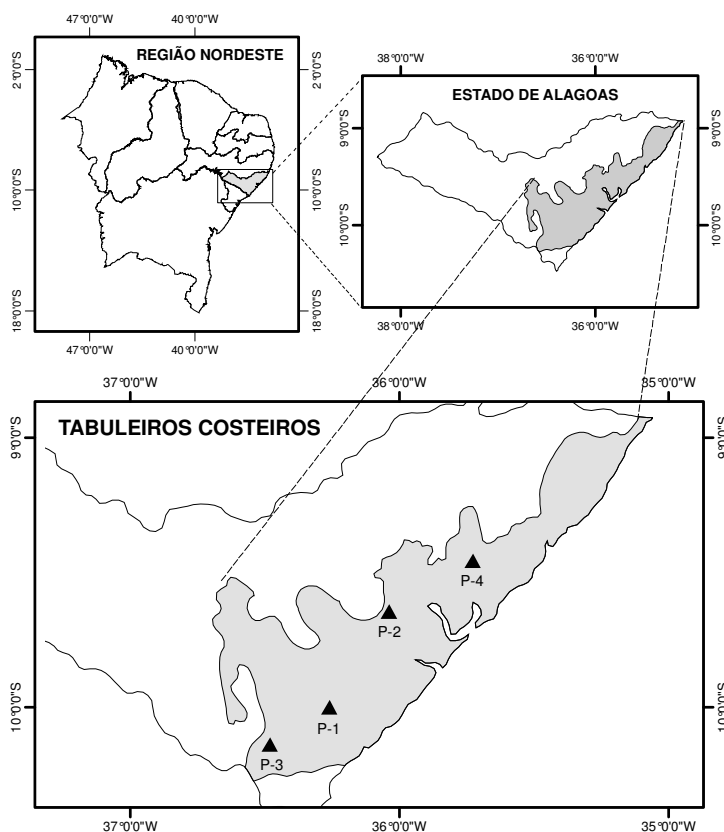 47°0'0"W 40°0'0"W
REGIÃO NORDESTE
2°0'0"S 2°0'0"S
10°0'0"S 10°0'0"S
18°0'0"S 18°0'0"S
47°0'0"W 40°0'0"W
38°0'0"W 36°0'0"W
ESTADO DE ALAGOAS
9°0'0"S 9°0'0"S
10°0'0"S 10°0'0"S
38°0'0"W 36°0'0"W
37°0'0"W 36°0'0"W 35°0'0"W
TABULEIROS COSTEIROS
9°0'0"S 9°0'0"S
P-4
P-2
10°0'0"S 10°0'0"S
P-1
P-3
37°0'0"W 36°0'0"W 35°0'0"W